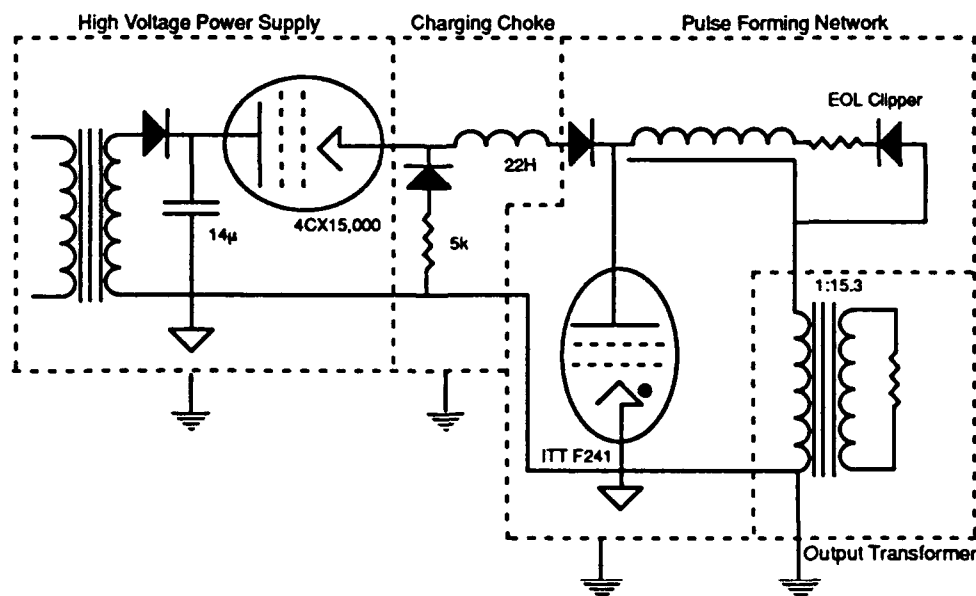 High Voltage Power Supply
Charging Choke
Pulse Forming Network
EOL Clipper
22H
4CX15,000
14μ
5k
1:15.3
ITT F241
Output Transformer